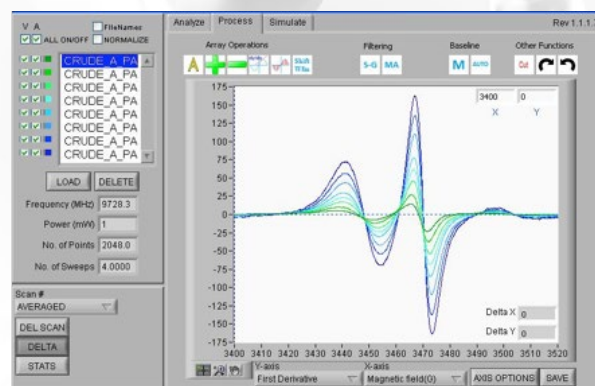 V A
FileNames
ALL ON/OFF
NORMALIZE
CRUDE_A_PA
CRUDE_A_PA
CRUDE_A_PA
CRUDE_A_PA
CRUDE_A_PA
CRUDE_A_PA
CRUDE_A_PA
CRUDE_A_PA
LOAD
DELETE
Frequency (MHz) 9728.3
Power (mW) 1
No. of Points 2048.0
No. of Sweeps 4.0000
Scan #
AVERAGED
DEL SCAN
DELTA
STATS
Analyze Process Simulate
Rev 1.1.1.
Array Operations Filtering Baseline Other Functions
A S-G MA M AUTO Cut
3400 0
X Y
175-
150-
125-
100-
75-
50-
25-
0-
25-
-50-
-75-
-100-
-125-
-150-
-175-
Delta X 0
Delta Y 0
3400 3410 3420 3430 3440 3450 3460 3470 3480 3490 3500 3510 3520
Y-axis
First Derivative
X-axis
Magnetic field(G)
AXIS OPTIONS
SAVE